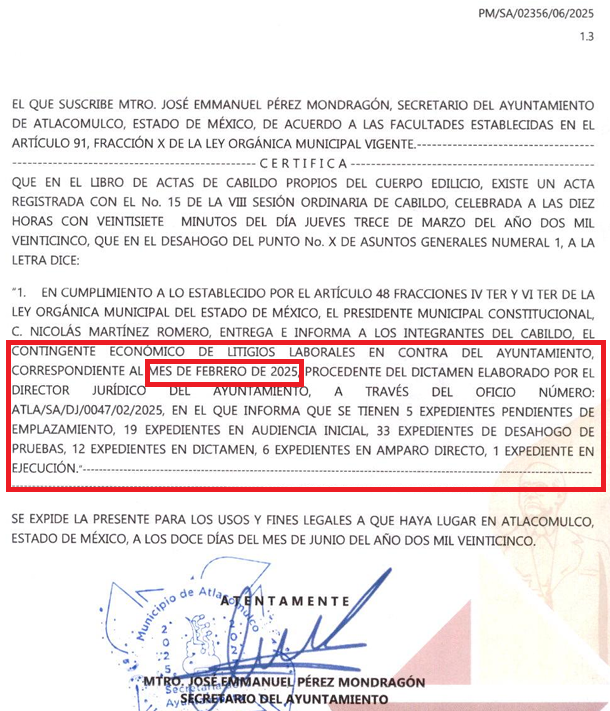 PM/SA/02356/06/2025
1.3
EL QUE SUSCRIBE MTRO. JOSÉ EMMANUEL PÉREZ MONDRAGÓN, SECRETARIO DEL AYUNTAMIENTO
DE ATLACOMULCO, ESTADO DE MÉXICO, DE ACUERDO A LAS FACULTADES ESTABLECIDAS EN EL
ARTÍCULO 91, FRACCIÓN X DE LA LEY ORGÁNICA MUNICIPAL VIGENTE.------------------------------------
--------------------------------------------------C E R T I F I C A--------------------------------------------------
QUE EN EL LIBRO DE ACTAS DE CABILDO PROPIOS DEL CUERPO EDILICIO, EXISTE UN ACTA
REGISTRADA CON EL No. 15 DE LA VIII SESIÓN ORDINARIA DE CABILDO, CELEBRADA A LAS DIEZ
HORAS CON VEINTISIETE MINUTOS DEL DÍA JUEVES TRECE DE MARZO DEL AÑO DOS MIL
VEINTICINCO, QUE EN EL DESAHOGO DEL PUNTO No. X DE ASUNTOS GENERALES NUMERAL 1, A LA
LETRA DICE:
"1. EN CUMPLIMIENTO A LO ESTABLECIDO POR EL ARTÍCULO 48 FRACCIONES IV TER Y VI TER DE LA
LEY ORGÁNICA MUNICIPAL DEL ESTADO DE MÉXICO, EL PRESIDENTE MUNICIPAL CONSTITUCIONAL,
C. NICOLÁS MARTÍNEZ ROMERO, ENTREGA E INFORMA A LOS INTEGRANTES DEL CABILDO, EL
CONTINGENTE ECONÓMICO DE LITIGIOS LABORALES EN CONTRA DEL AYUNTAMIENTO,
CORRESPONDIENTE AL MES DE FEBRERO DE 2025, PROCEDENTE DEL DICTAMEN ELABORADO POR EL
DIRECTOR JURÍDICO DEL AYUNTAMIENTO, A TRAVÉS DEL OFICIO NÚMERO:
ATLA/SA/DJ/0047/02/2025, EN EL QUE INFORMA QUE SE TIENEN 5 EXPEDIENTES PENDIENTES DE
EMPLAZAMIENTO, 19 EXPEDIENTES EN AUDIENCIA INICIAL, 33 EXPEDIENTES DE DESAHOGO DE
PRUEBAS, 12 EXPEDIENTES EN DICTAMEN, 6 EXPEDIENTES EN AMPARO DIRECTO, 1 EXPEDIENTE EN
EJECUCIÓN."------------------------------------------------------------------------------------------
SE EXPIDE LA PRESENTE PARA LOS USOS Y FINES LEGALES A QUE HAYA LUGAR EN ATLACOMULCO,
ESTADO DE MÉXICO, A LOS DOCE DÍAS DEL MES DE JUNIO DEL AÑO DOS MIL VEINTICINCO.
A T E N T A M E N T E
Municipio de Atlacomulco
2025
MTRO. JOSÉ EMMANUEL PÉREZ MONDRAGÓN
SECRETARIO DEL AYUNTAMIENTO